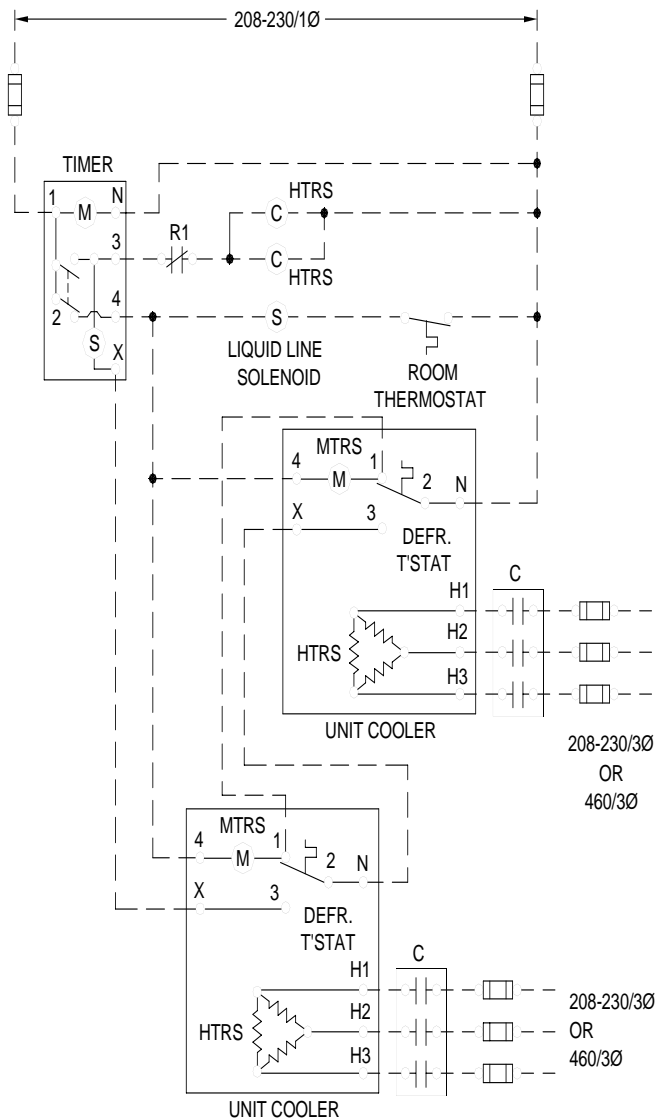 208-230/1Ø
TIMER
1 M N
HTRS
C
3 R1
C
HTRS
2 4
S
LIQUID LINE
SOLENOID
ROOM
THERMOSTAT
S X
MTRS
4 M 1
2 N
X 3
DEFR.
T'STAT
C
H1
H2
HTRS
H3
UNIT COOLER
208-230/3Ø
OR
460/3Ø
MTRS
4 M 1
2 N
X 3
DEFR.
T'STAT
C
H1
H2
HTRS
H3
208-230/3Ø
OR
460/3Ø
UNIT COOLER